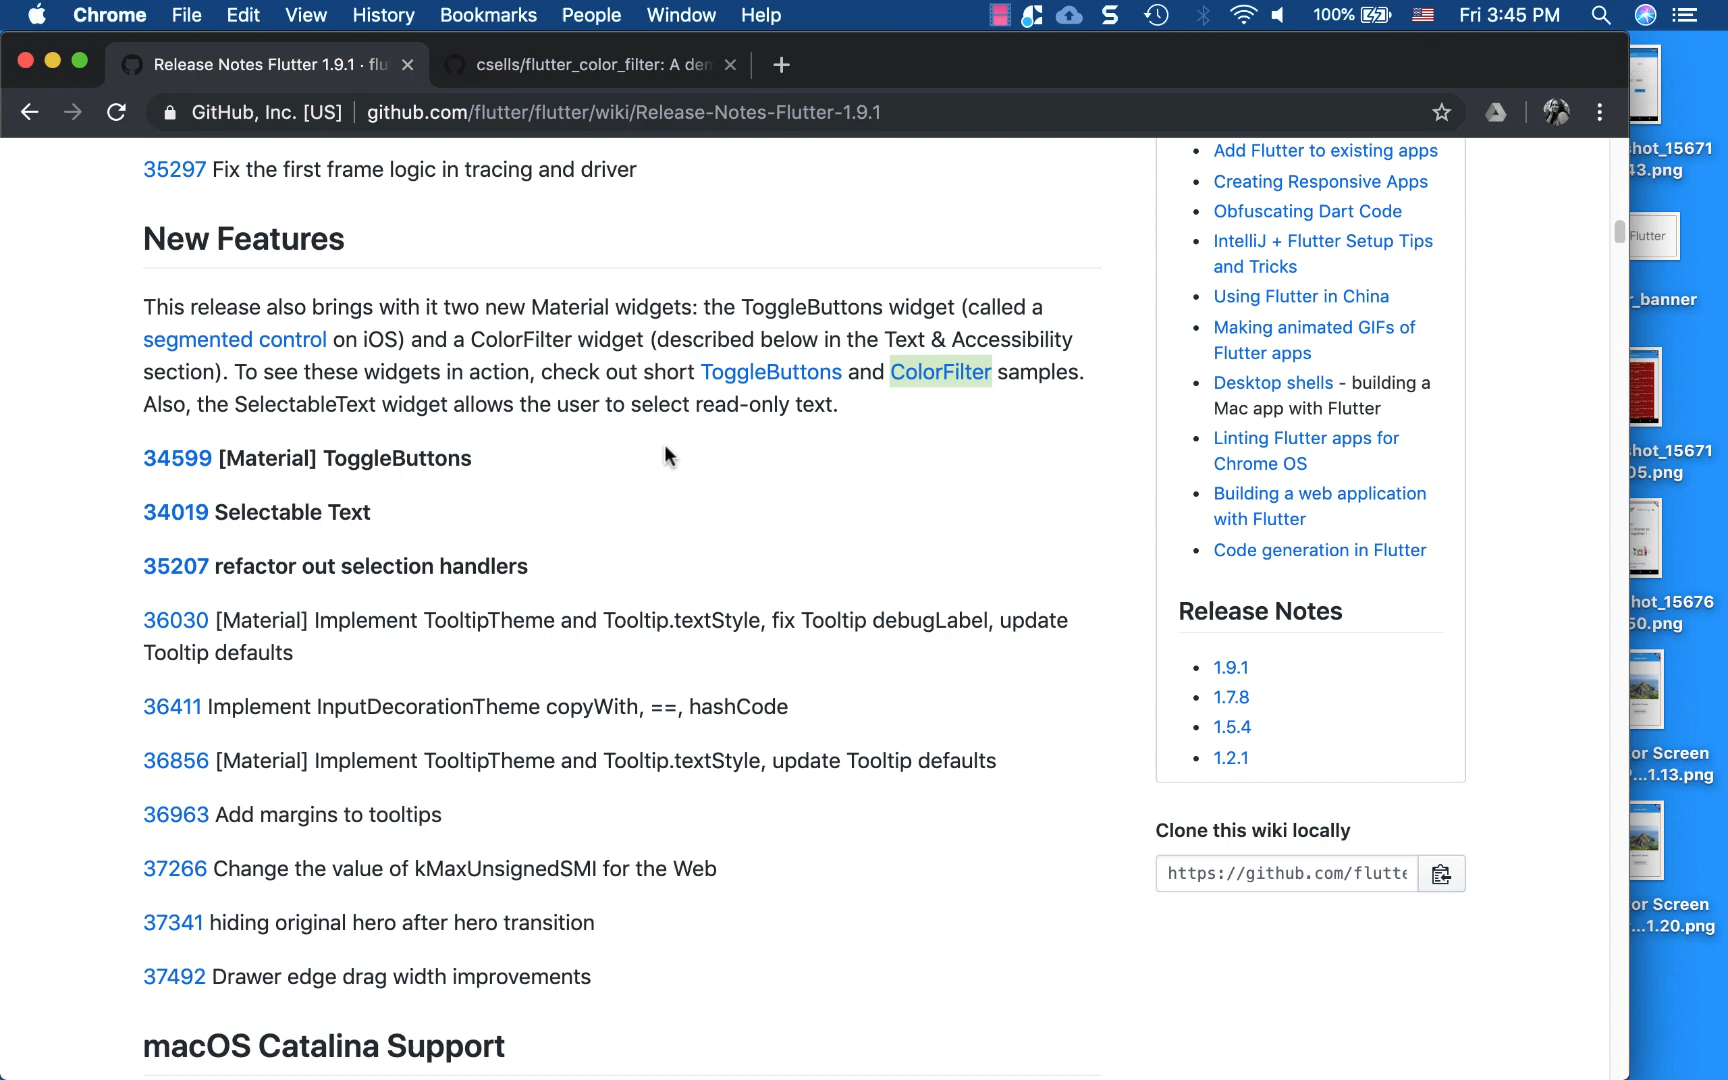 Chrome File Edit View History Bookmarks People Window Help 100% Fri 3:45 PM
Release Notes Flutter 1.9.1 · flu csells/flutter_color_filter: A dem
GitHub, Inc. [US] github.com/flutter/flutter/wiki/Release-Notes-Flutter-1.9.1
35297 Fix the first frame logic in tracing and driver
New Features
This release also brings with it two new Material widgets: the ToggleButtons widget (called a
segmented control on iOS) and a ColorFilter widget (described below in the Text & Accessibility
section). To see these widgets in action, check out short ToggleButtons and ColorFilter samples.
Also, the SelectableText widget allows the user to select read-only text.
34599 [Material] ToggleButtons
34019 Selectable Text
35207 refactor out selection handlers
36030 [Material] Implement TooltipTheme and Tooltip.textStyle, fix Tooltip debugLabel, update
Tooltip defaults
36411 Implement InputDecorationTheme copyWith, ==, hashCode
36856 [Material] Implement TooltipTheme and Tooltip.textStyle, update Tooltip defaults
36963 Add margins to tooltips
37266 Change the value of kMaxUnsignedSMI for the Web
37341 hiding original hero after hero transition
37492 Drawer edge drag width improvements
macOS Catalina Support
Add Flutter to existing apps
Creating Responsive Apps
Obfuscating Dart Code
IntelliJ + Flutter Setup Tips
and Tricks
Using Flutter in China
Making animated GIFs of
Flutter apps
Desktop shells - building a
Mac app with Flutter
Linting Flutter apps for
Chrome OS
Building a web application
with Flutter
Code generation in Flutter
Release Notes
1.9.1
1.7.8
1.5.4
1.2.1
Clone this wiki locally
https://github.com/flutte
hot_15671
43.png
Flutter
r_banner
hot_15671
05.png
hot_15676
50.png
or Screen
...1.13.png
or Screen
...1.20.png